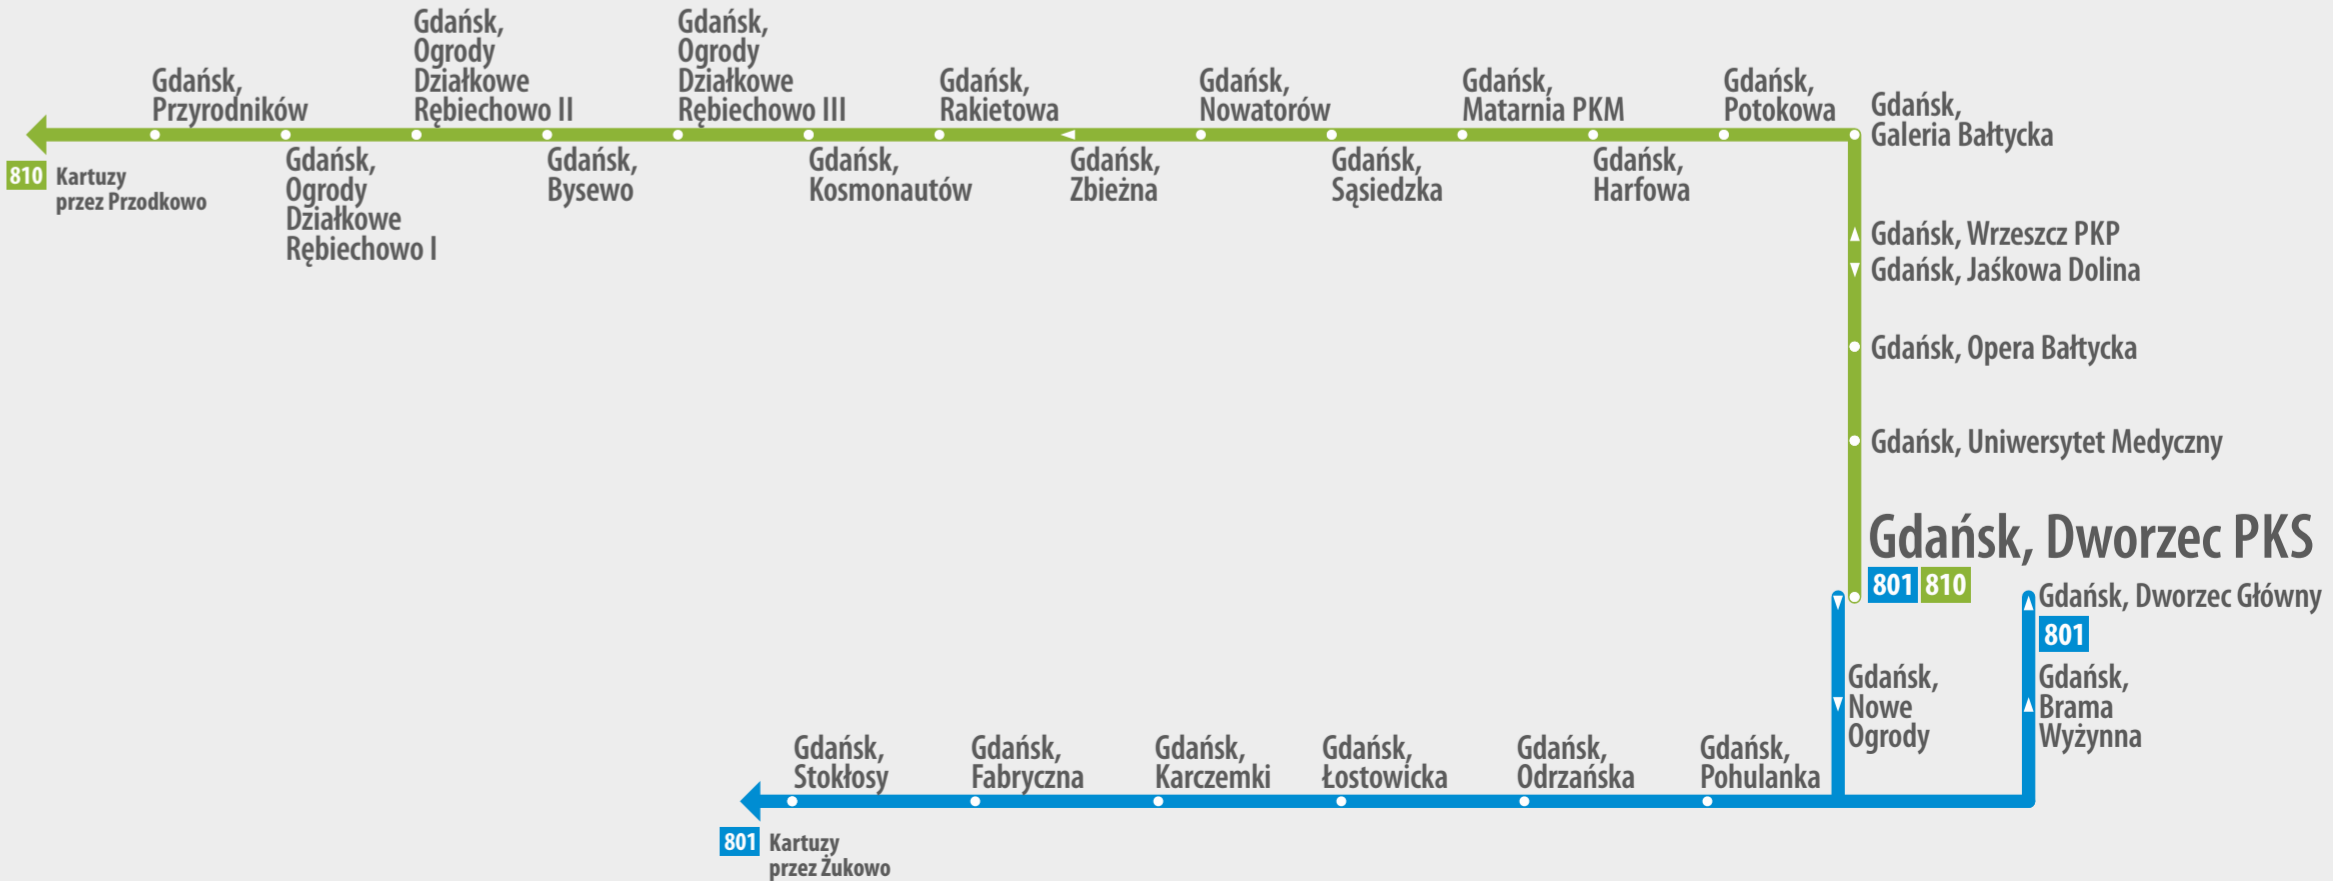 Gdańsk,
Przyrodników
Gdańsk,
Ogrody
Działkowe
Rębiechowo II
Gdańsk,
Ogrody
Działkowe
Rębiechowo III
Gdańsk,
Rakietowa
Gdańsk,
Nowatorów
Gdańsk,
Matarnia PKM
Gdańsk,
Potokowa
Gdańsk,
Galeria Bałtycka
810 Kartuzy
przez Przodkowo
Gdańsk,
Ogrody
Działkowe
Rębiechowo I
Gdańsk,
Bysewo
Gdańsk,
Kosmonautów
Gdańsk,
Zbieżna
Gdańsk,
Sąsiedzka
Gdańsk,
Harfowa
Gdańsk, Wrzeszcz PKP
Gdańsk, Jaśkowa Dolina
Gdańsk, Opera Bałtycka
Gdańsk, Uniwersytet Medyczny
Gdańsk, Dworzec PKS
801 810
Gdańsk, Dworzec Główny
801
Gdańsk,
Nowe
Ogrody
Gdańsk,
Brama
Wyżynna
Gdańsk,
Stokłosy
Gdańsk,
Fabryczna
Gdańsk,
Karczemki
Gdańsk,
Łostowicka
Gdańsk,
Odrzańska
Gdańsk,
Pohulanka
801 Kartuzy
przez Żukowo